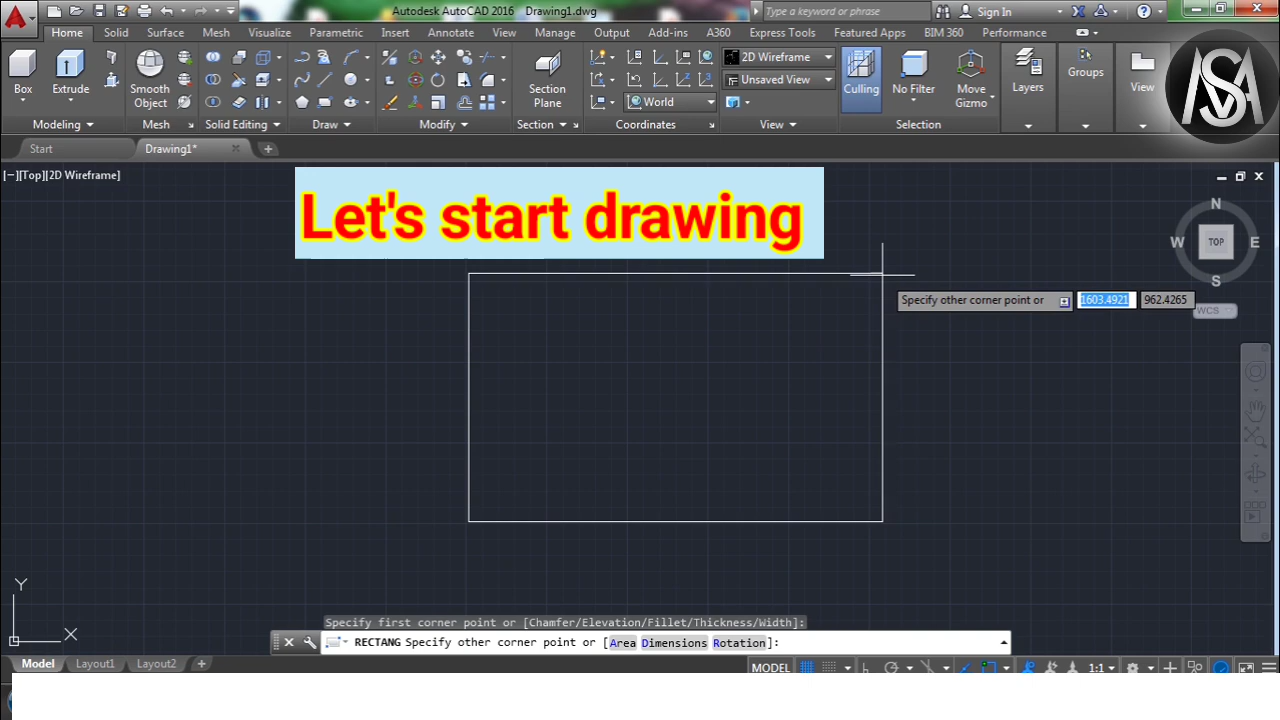 Autodesk AutoCAD 2016 Drawing1.dwg
Type a keyword or phrase
Sign In
Home Solid Surface Mesh Visualize Parametric Insert Annotate View Manage Output Add-ins A360 Express Tools Featured Apps BIM 360 Performance
Box
Extrude
Smooth
Object
Section
Plane
World
2D Wireframe
Unsaved View
Culling
No Filter
Move
Gizmo
Layers
Groups
View
Modeling Mesh Solid Editing Draw Modify Section Coordinates View Selection
Start Drawing1*
[−][Top][2D Wireframe]
Let's start drawing
N
W TOP E
S
WCS
Specify other corner point or 1603.4921 962.4265
Y
X
Specify first corner point or [Chamfer/Elevation/Fillet/Thickness/Width]:
RECTANG Specify other corner point or [Area Dimensions Rotation]:
Model Layout1 Layout2
MODEL 1:1